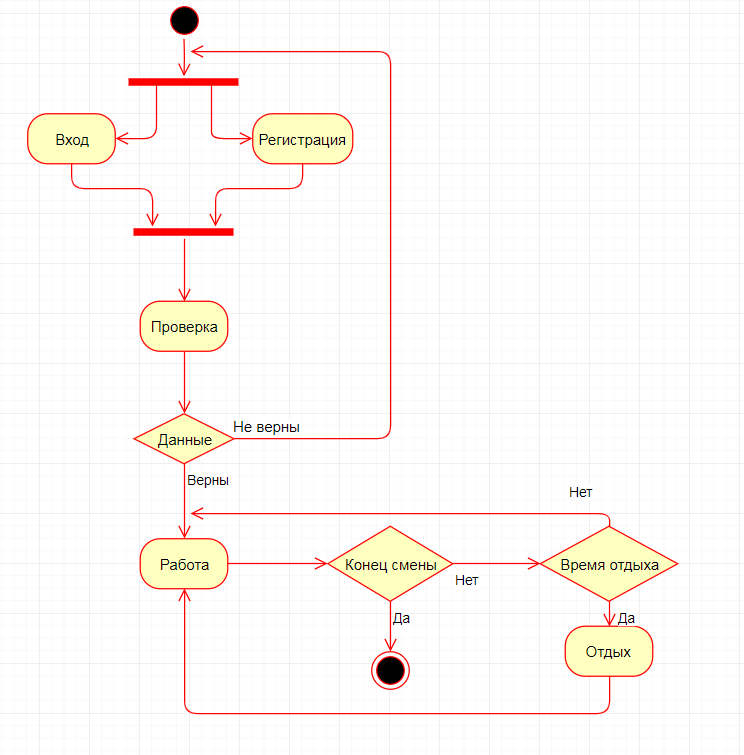 Вход
Регистрация
Проверка
Данные
Не верны
Верны
Нет
Работа
Конец смены
Нет
Время отдыха
Да
Да
Отдых